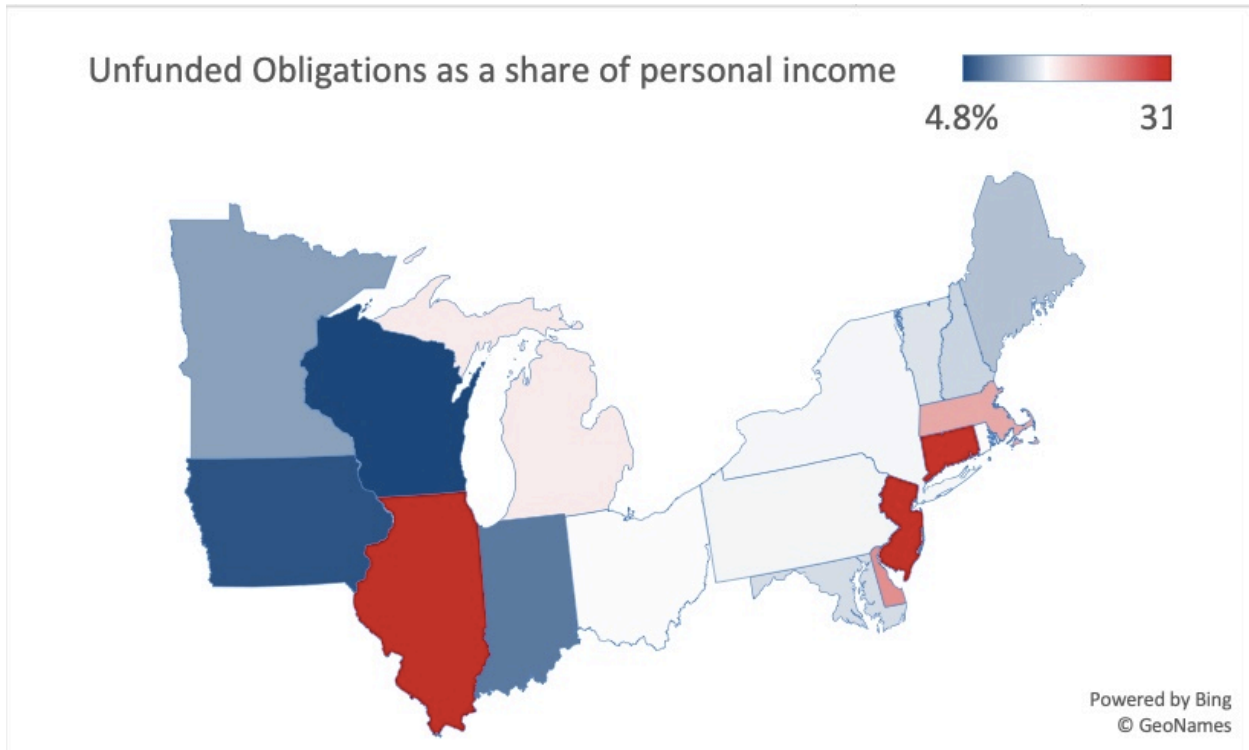 Unfunded Obligations as a share of personal income
4.8% 31
Powered by Bing
© GeoNames